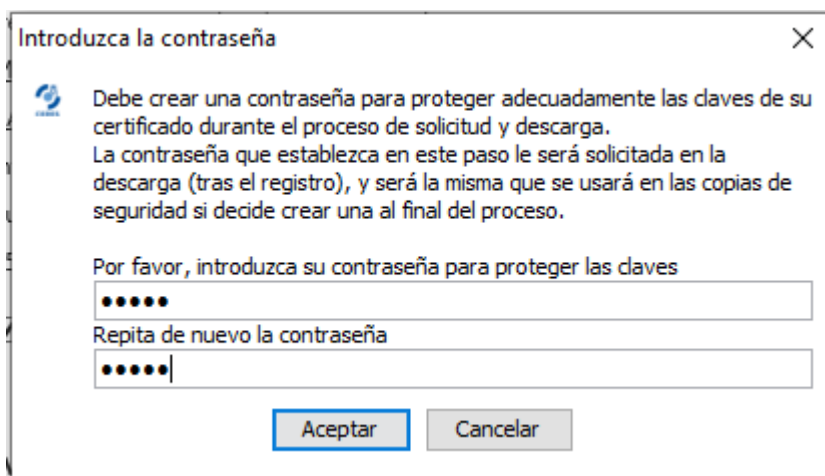 Introduzca la contraseña
Debe crear una contraseña para proteger adecuadamente las claves de su
certificado durante el proceso de solicitud y descarga.
La contraseña que establezca en este paso le será solicitada en la
descarga (tras el registro), y será la misma que se usará en las copias de
seguridad si decide crear una al final del proceso.
Por favor, introduzca su contraseña para proteger las claves
●●●●●
Repita de nuevo la contraseña
●●●●●
Aceptar
Cancelar